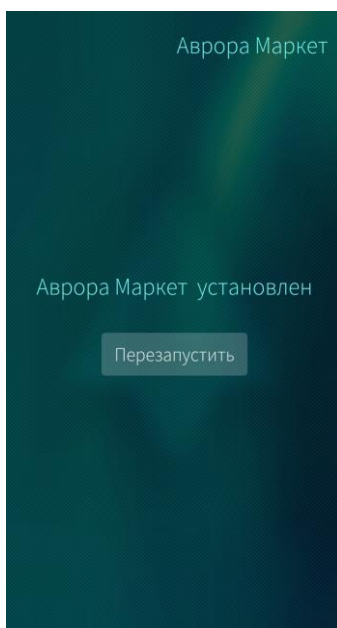 Аврора Маркет
Аврора Маркет установлен
Перезапустить